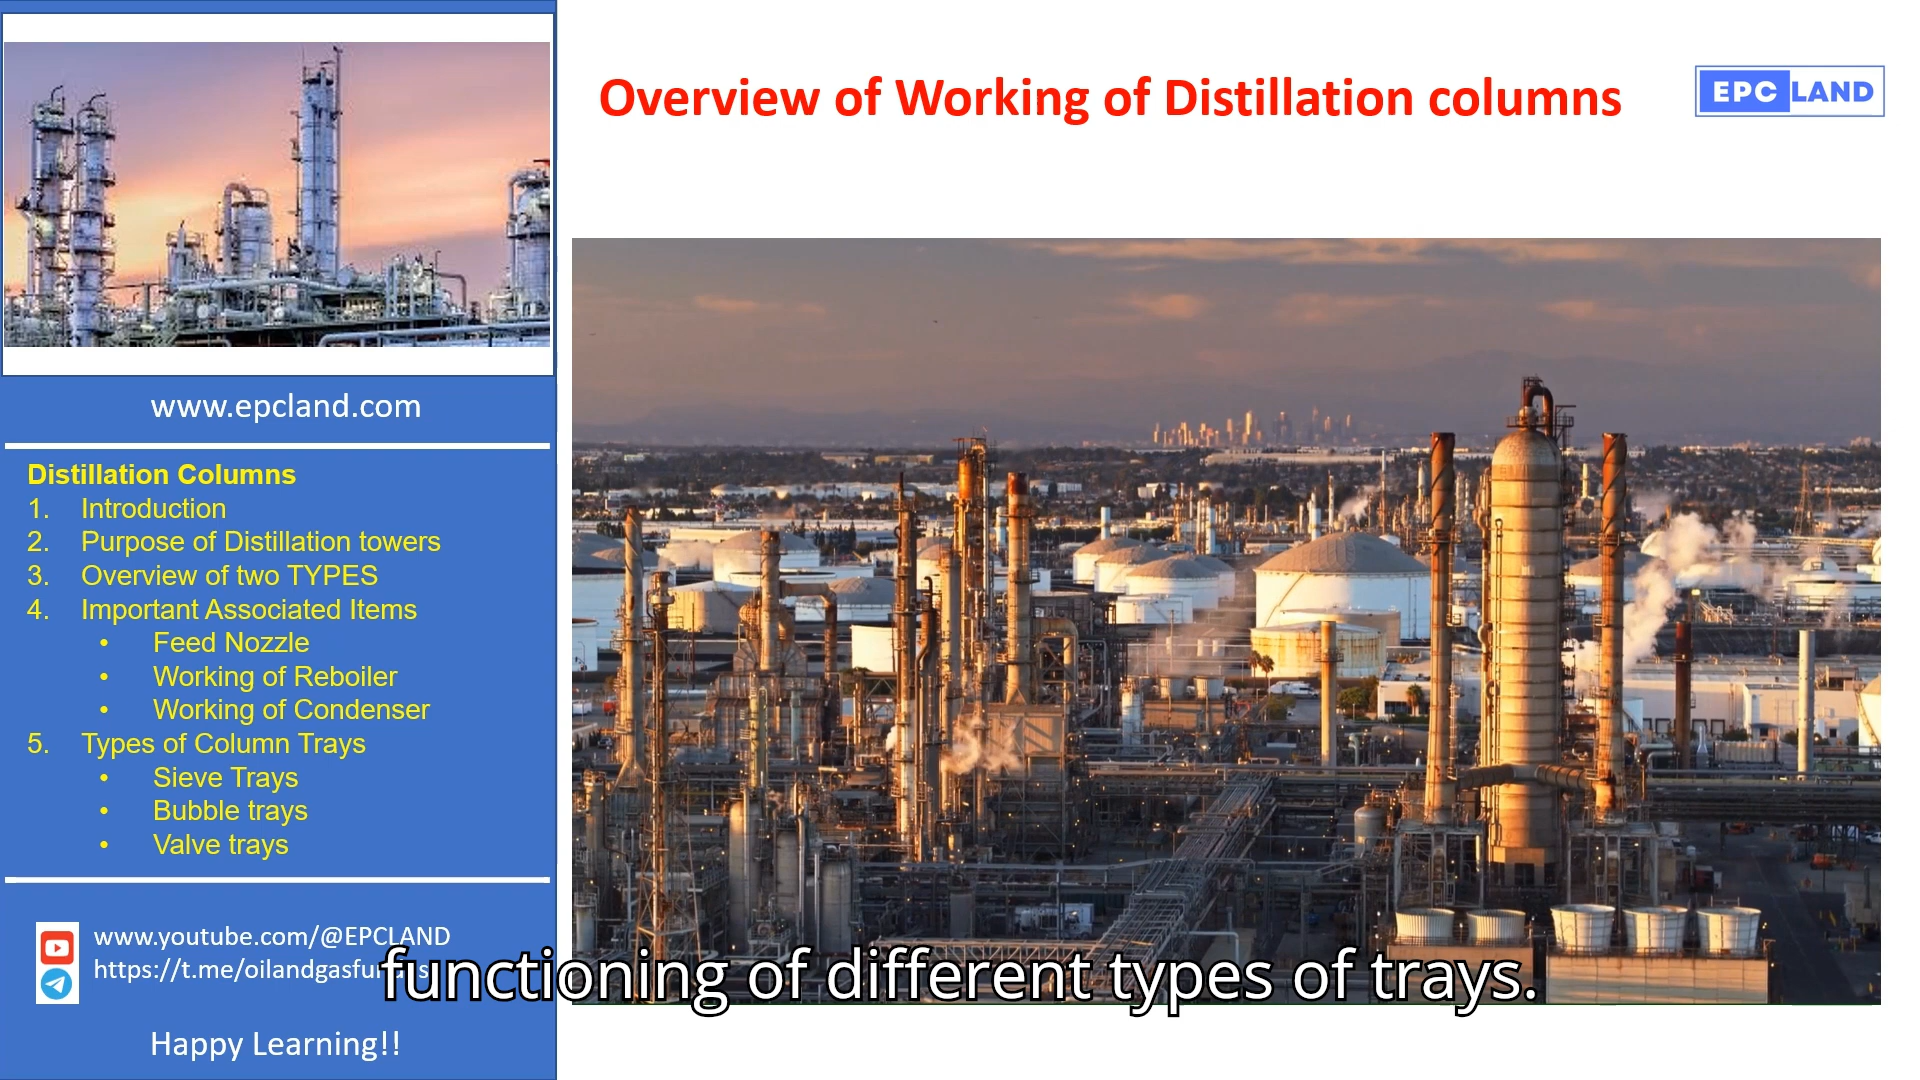 Overview of Working of Distillation columns
EPC LAND
www.epcland.com
Distillation Columns
1. Introduction
2. Purpose of Distillation towers
3. Overview of two TYPES
4. Important Associated Items
• Feed Nozzle
• Working of Reboiler
• Working of Condenser
5. Types of Column Trays
• Sieve Trays
• Bubble trays
• Valve trays
www.youtube.com/@EPCLAND
functioning of different types of trays.
Happy Learning!!